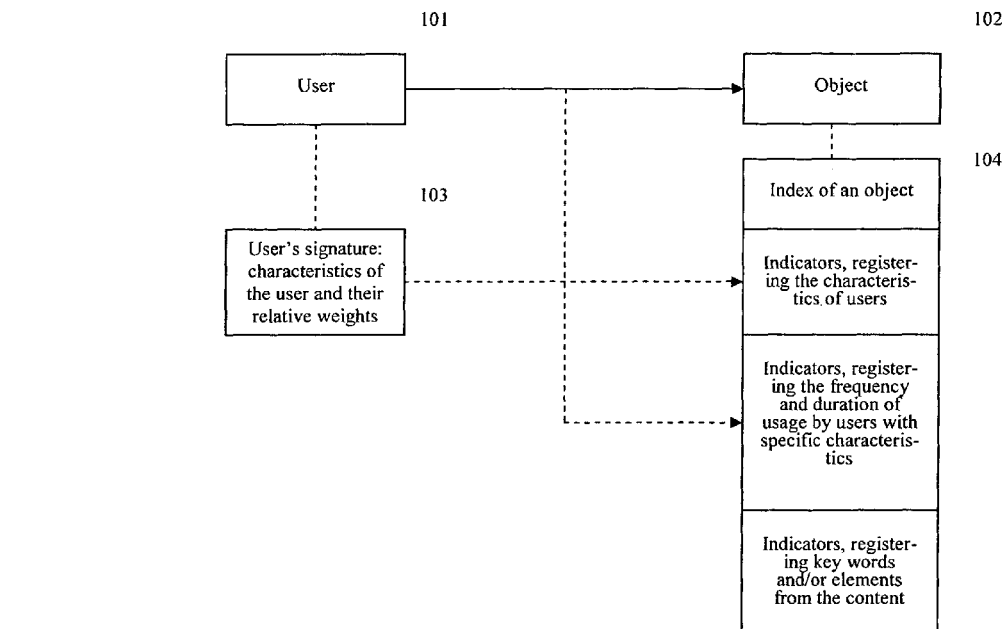 101
102
User
Object
103
104
Index of an object
User's signature:
characteristics of
the user and their
relative weights
Indicators, register-
ing the characteris-
tics of users
Indicators, register-
ing the frequency
and duration of
usage by users with
specific characteris-
tics
Indicators, register-
ing key words
and/or elements
from the content